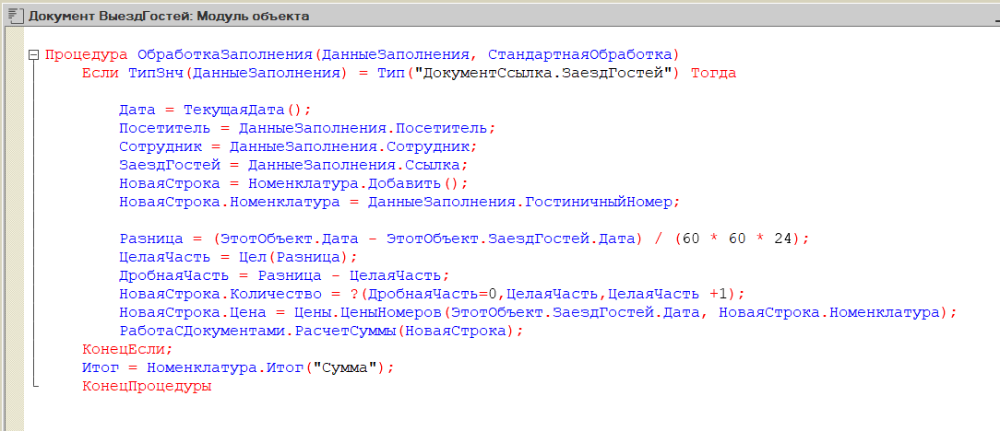 Документ ВыездГостей: Модуль объекта
Процедура ОбработкаЗаполнения(ДанныеЗаполнения, СтандартнаяОбработка)
Если ТипЗнч(ДанныеЗаполнения) = Тип("ДокументСсылка.ЗаездГостей") Тогда
Дата = ТекущаяДата();
Посетитель = ДанныеЗаполнения.Посетитель;
Сотрудник = ДанныеЗаполнения.Сотрудник;
ЗаездГостей = ДанныеЗаполнения.Ссылка;
НоваяСтрока = Номенклатура.Добавить();
НоваяСтрока.Номенклатура = ДанныеЗаполнения.ГостиничныйНомер;
Разница = (ЭтотОбъект.Дата - ЭтотОбъект.ЗаездГостей.Дата) / (60 * 60 * 24);
ЦелаяЧасть = Цел(Разница);
ДробнаяЧасть = Разница - ЦелаяЧасть;
НоваяСтрока.Количество = ?(ДробнаяЧасть=0,ЦелаяЧасть,ЦелаяЧасть +1);
НоваяСтрока.Цена = Цены.ЦеныНомеров(ЭтотОбъект.ЗаездГостей.Дата, НоваяСтрока.Номенклатура);
РаботаСДокументами.РасчетСуммы(НоваяСтрока);
КонецЕсли;
Итог = Номенклатура.Итог("Сумма");
КонецПроцедуры